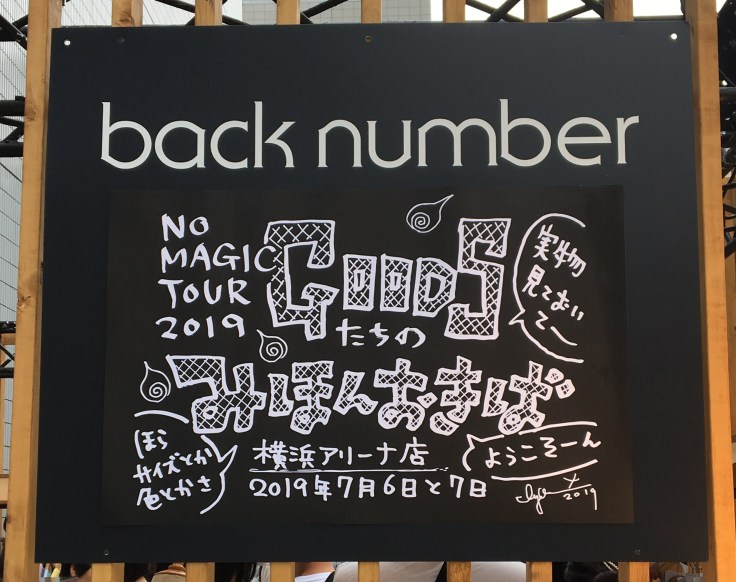 back number
NO
MAGIC
TOUR
2019
GOODS
たちの
みほんおきば
実物
見ておい
でー
ほら
サイズとか
色とかさ
横浜アリーナ店
2019年7月6日と7日
ようこそーん
2019